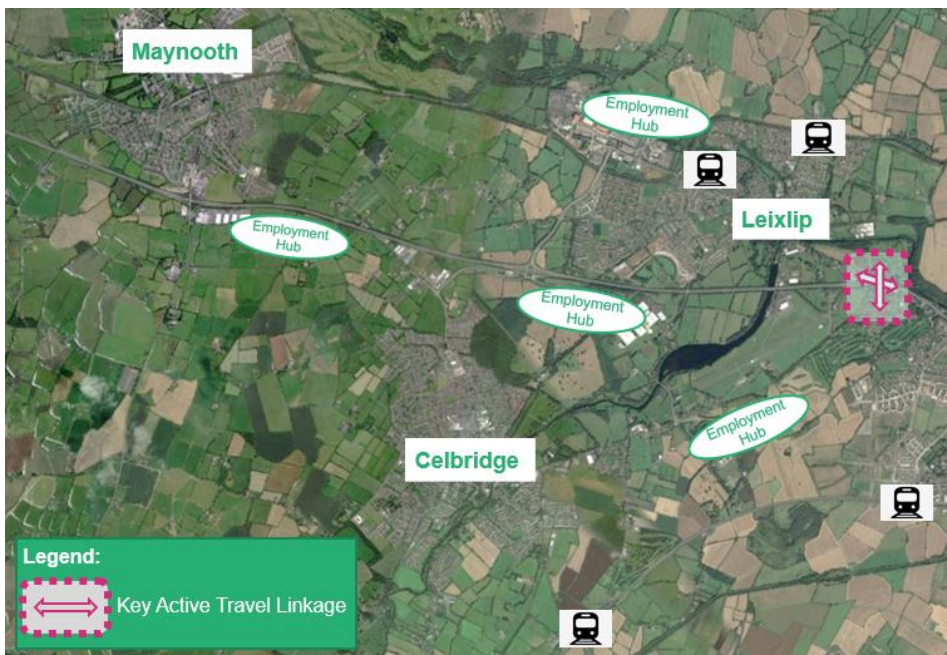 Maynooth
Employment
Hub
Leixlip
Employment
Hub
Employment
Hub
Employment
Hub
Celbridge
Legend:
Key Active Travel Linkage